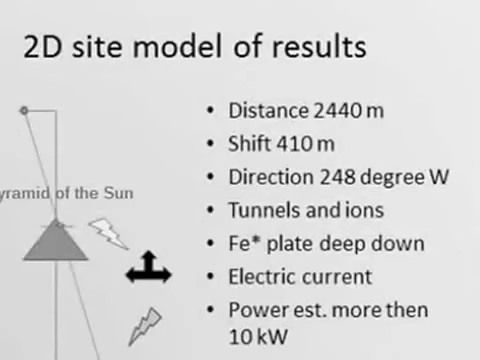 2D site model of results
• Distance 2440 m
• Shift 410 m
• Direction 248 degree W
yramid of the Sun
• Tunnels and ions
• Fe* plate deep down
• Electric current
• Power est. more then
10 kW